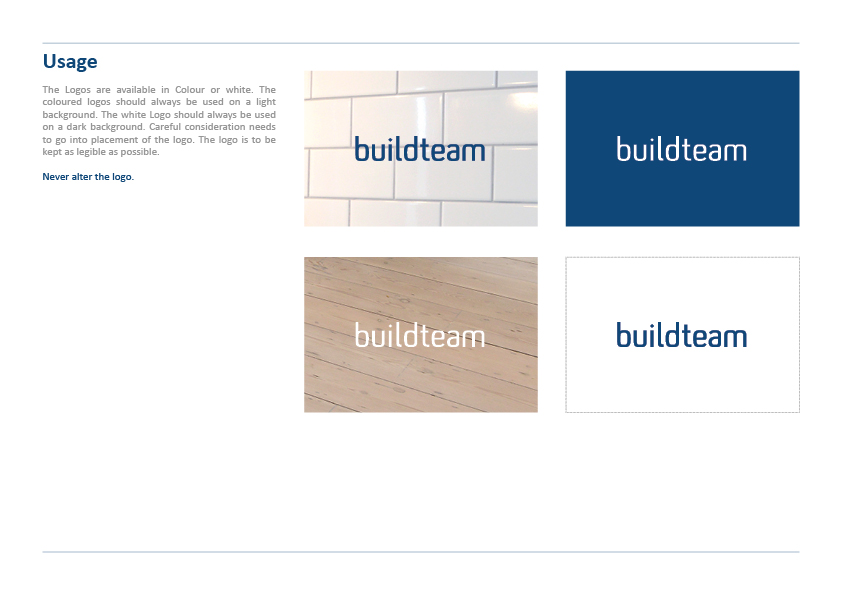 Usage
The Logos are available in Colour or white. The
coloured logos should always be used on a light
background. The white Logo should always be used
on a dark background. Careful consideration needs
to go into placement of the logo. The logo is to be
kept as legible as possible.
Never alter the logo.
buildteam
buildteam
buildteam
buildteam